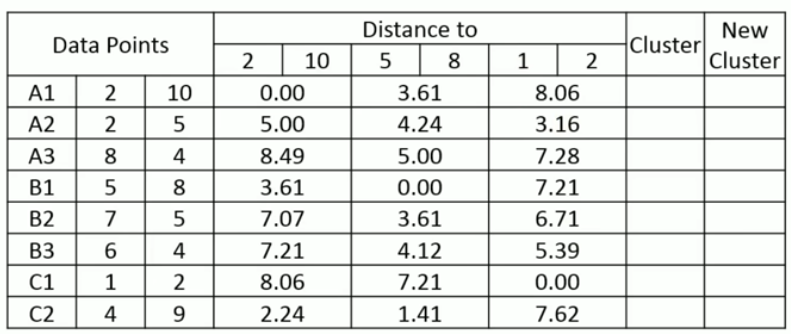 Data Points Distance to Cluster New Cluster
2 10 5 8 1 2
A1 2 10 0.00 3.61 8.06
A2 2 5 5.00 4.24 3.16
A3 8 4 8.49 5.00 7.28
B1 5 8 3.61 0.00 7.21
B2 7 5 7.07 3.61 6.71
B3 6 4 7.21 4.12 5.39
C1 1 2 8.06 7.21 0.00
C2 4 9 2.24 1.41 7.62